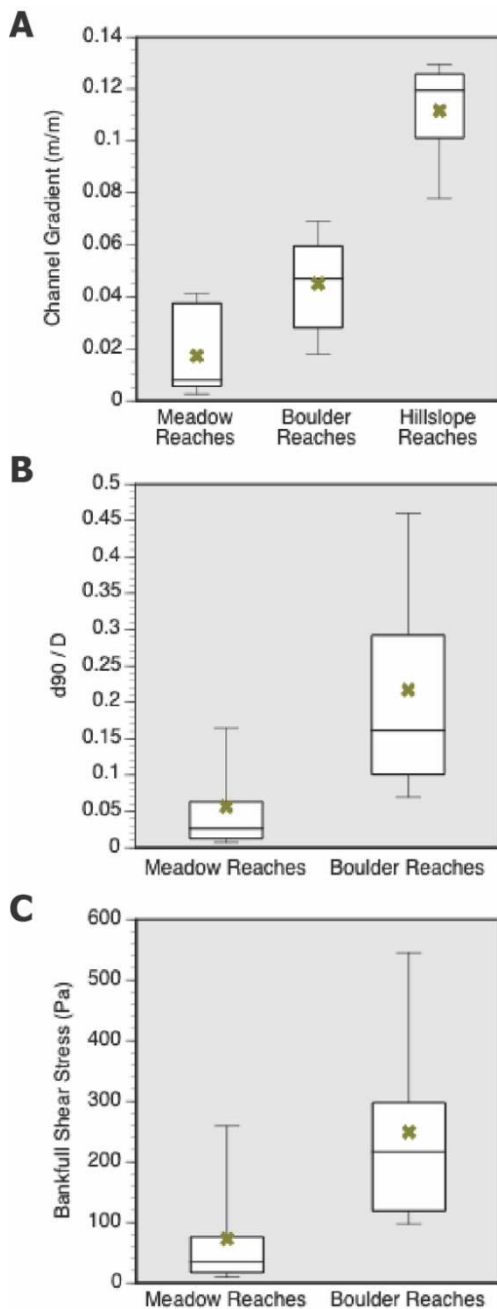 A
Channel Gradient (m/m)
0.14
0.12
0.1
0.08
0.06
0.04
0.02
0
Meadow Reaches
Boulder Reaches
Hillslope Reaches
B
d90 / D
0.5
0.45
0.4
0.35
0.3
0.25
0.2
0.15
0.1
0.05
0
Meadow Reaches
Boulder Reaches
C
Bankfull Shear Stress (Pa)
600
500
400
300
200
100
0
Meadow Reaches
Boulder Reaches